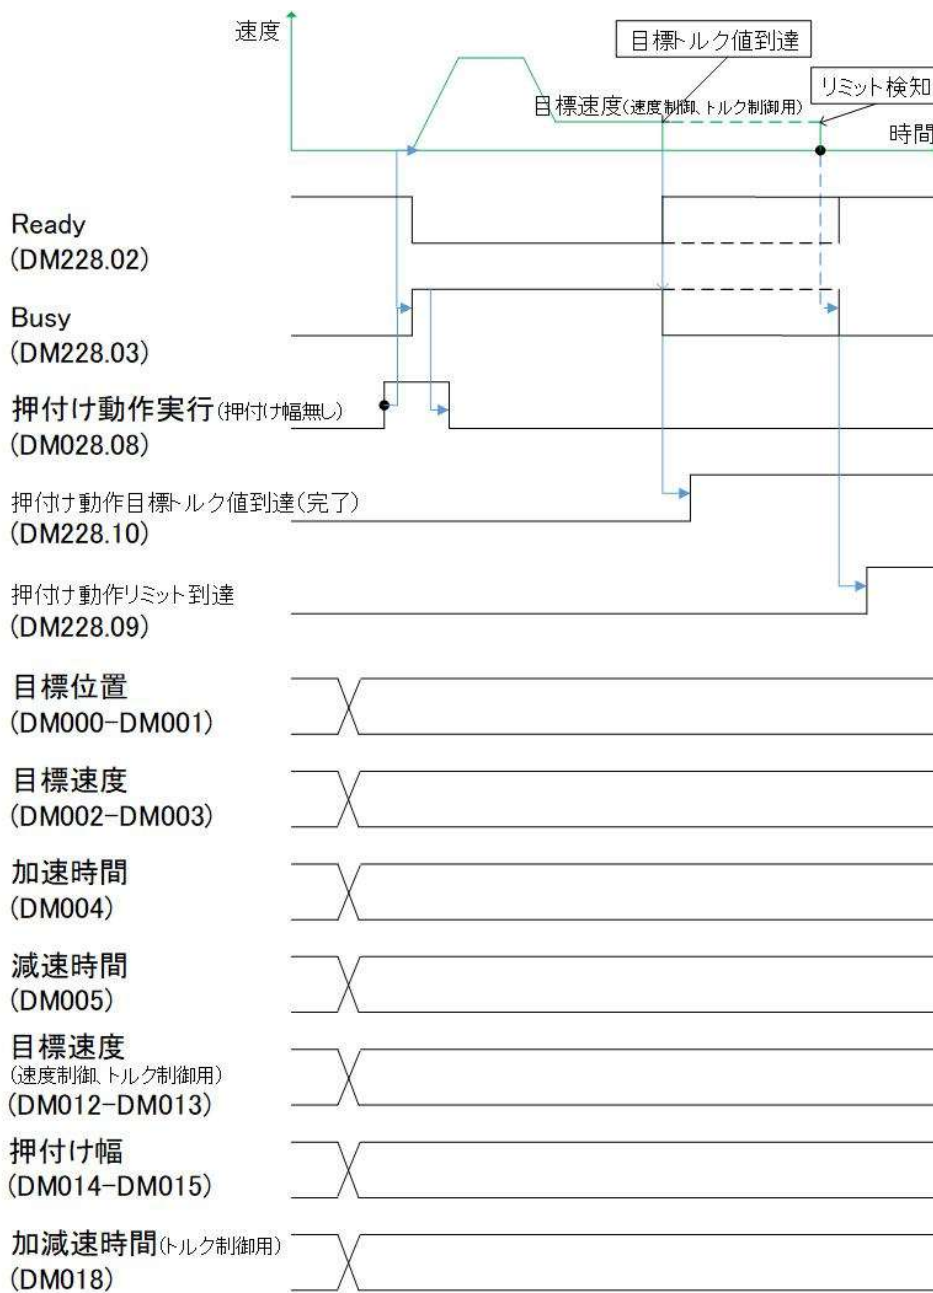 速度
目標トルク値到達
リミット検知
目標速度(速度制御、トルク制御用)
時間
Ready
(DM228.02)
Busy
(DM228.03)
押付け動作実行(押付け幅無し)
(DM028.08)
押付け動作目標トルク値到達(完了)
(DM228.10)
押付け動作リミット到達
(DM228.09)
目標位置
(DM000-DM001)
目標速度
(DM002-DM003)
加速時間
(DM004)
減速時間
(DM005)
目標速度
(速度制御、トルク制御用)
(DM012-DM013)
押付け幅
(DM014-DM015)
加減速時間(トルク制御用)
(DM018)